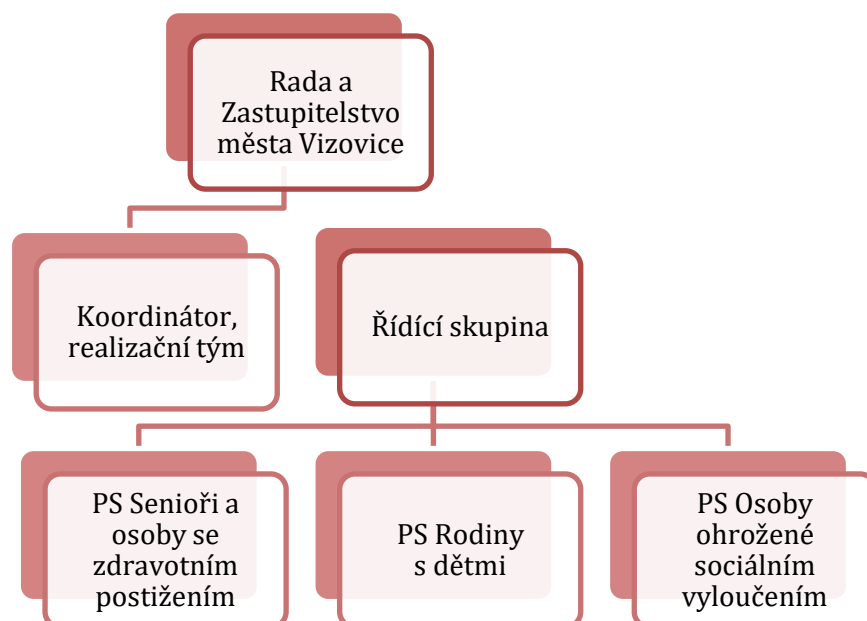 Rada a
Zastupitelstvo
města Vizovice
Koordinátor,
realizační tým
Řídící skupina
PS Senioři a
osoby se
zdravotním
postižením
PS Rodiny
s dětmi
PS Osoby
ohrožené
sociálním
vyloučením